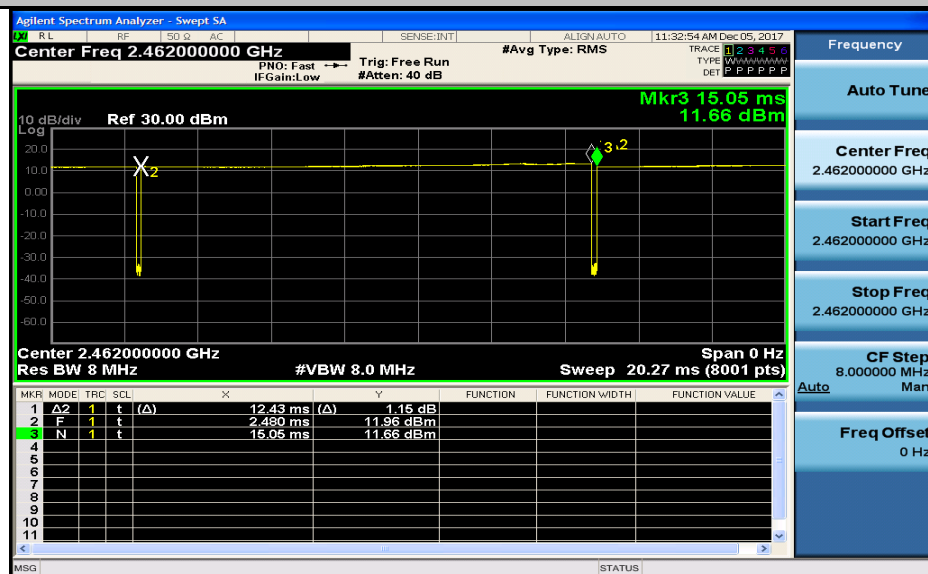 Agilent Spectrum Analyzer - Swept SA
LXI RL RF 50 Ω AC SENSE:INT ALIGN AUTO 11:32:54 AM Dec 05, 2017
Center Freq 2.462000000 GHz #Avg Type: RMS TRACE 1 2 3 4 5 6
PNO: Fast Trig: Free Run TYPE WWWWWW
IFGain:Low #Atten: 40 dB DET P P P P P P
Frequency
Auto Tune
Mkr3 15.05 ms
10 dB/div Ref 30.00 dBm 11.66 dBm
Log
20.0
10.0
0.00
-10.0
-20.0
-30.0
-40.0
-50.0
-60.0
2
3
2
Center Freq
2.462000000 GHz
Start Freq
2.462000000 GHz
Stop Freq
2.462000000 GHz
CF Step
8.000000 MHz
Auto Man
Freq Offset
0 Hz
Center 2.462000000 GHz Span 0 Hz
Res BW 8 MHz #VBW 8.0 MHz Sweep 20.27 ms (8001 pts)
MKR MODE TRC SCL X Y FUNCTION FUNCTION WIDTH FUNCTION VALUE
1 Δ2 1 t (Δ) 12.43 ms (Δ) 1.15 dB
2 F 1 t 2.480 ms 11.96 dBm
3 N 1 t 15.05 ms 11.66 dBm
4
5
6
7
8
9
10
11
MSG STATUS